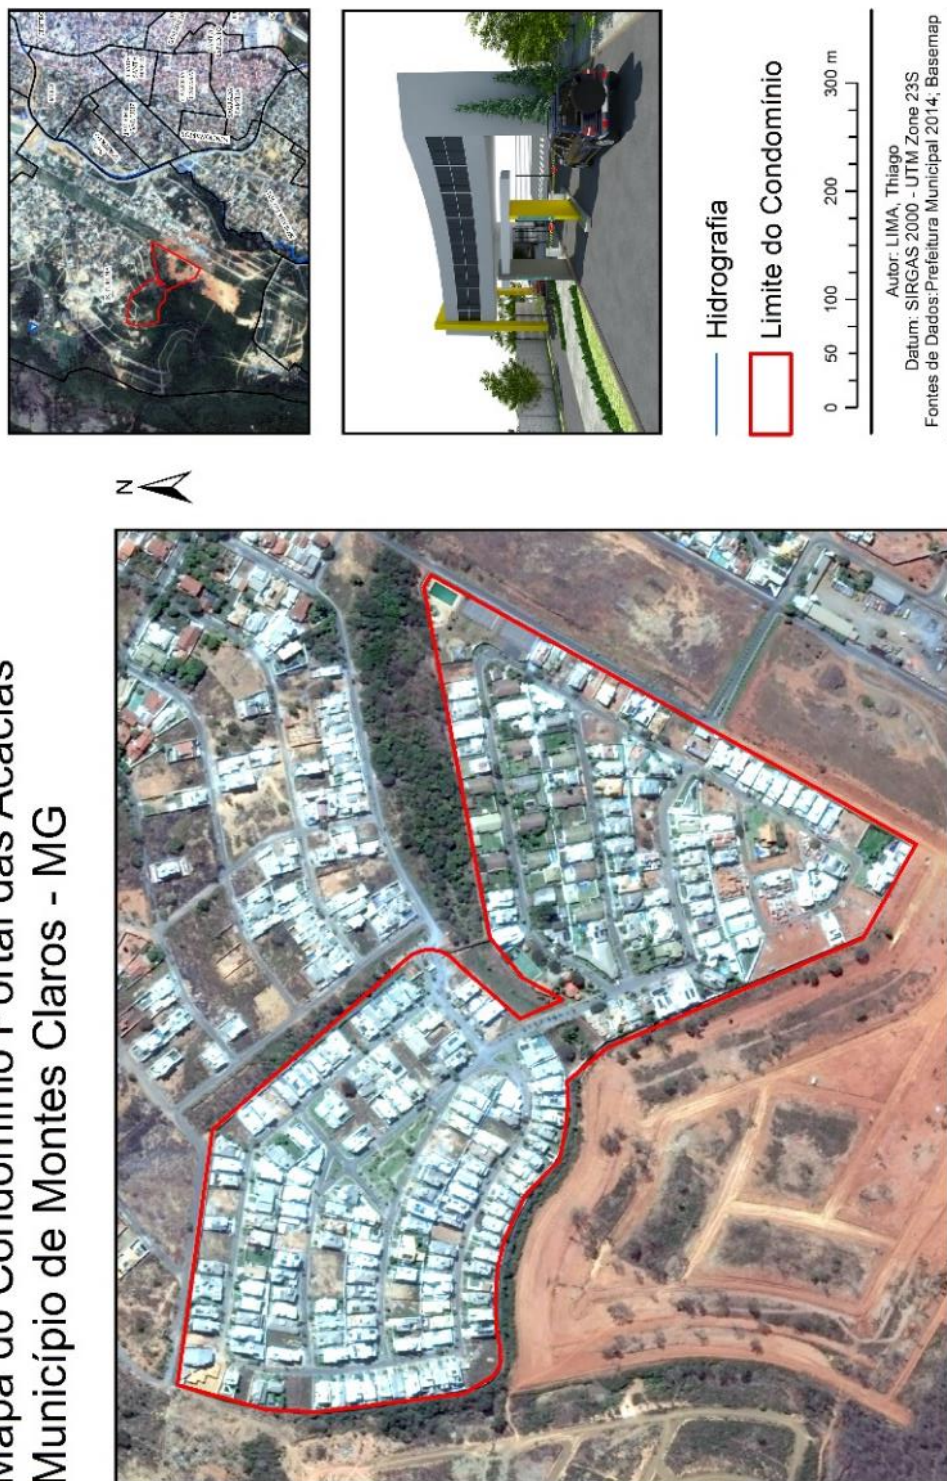 Mapa do Condomínio Portal das Acácias
Município de Montes Claros - MG
N
Hidrografia
Limite do Condomínio
0 50 100 200 300 m
Autor: LIMA, Thiago
Datum: SIRGAS 2000 - UTM Zone 23S
Fontes de Dados:Prefeitura Municipal 2014; Basemap